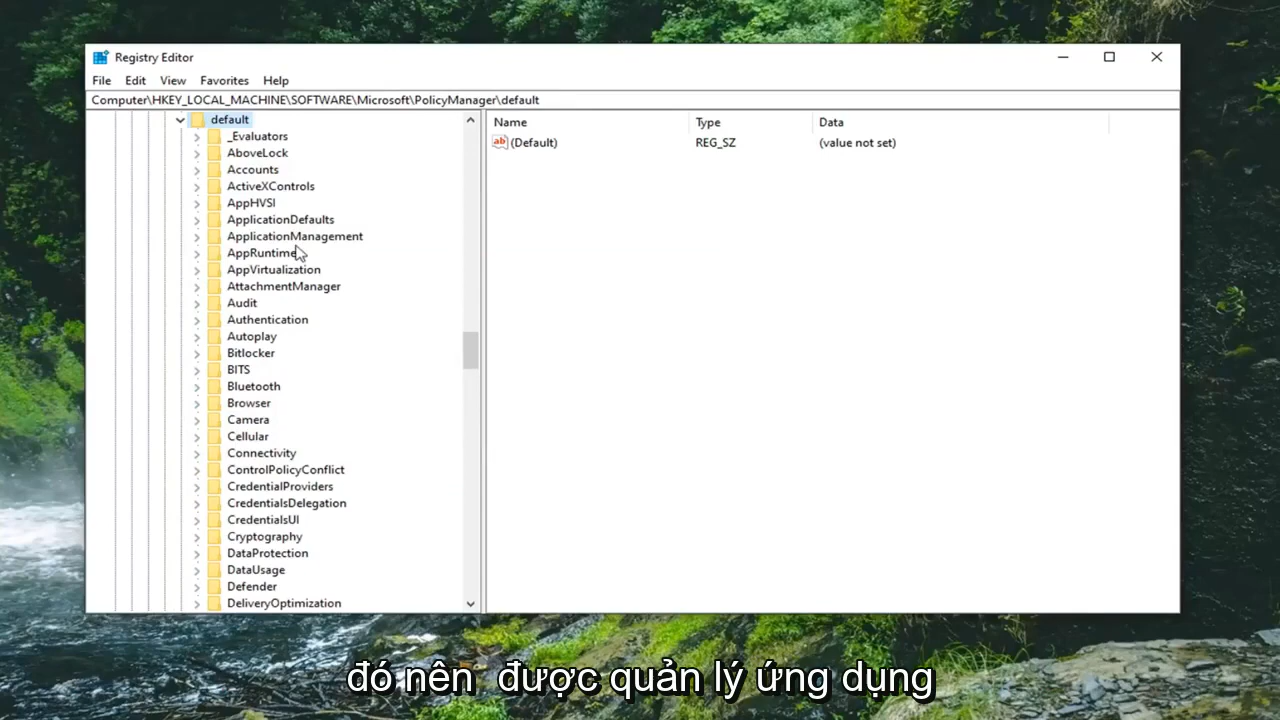 Registry Editor
File Edit View Favorites Help
Computer\HKEY_LOCAL_MACHINE\SOFTWARE\Microsoft\PolicyManager\default
default
_Evaluators
AboveLock
Accounts
ActiveXControls
AppHVSI
ApplicationDefaults
ApplicationManagement
AppRuntime
AppVirtualization
AttachmentManager
Audit
Authentication
Autoplay
Bitlocker
BITS
Bluetooth
Browser
Camera
Cellular
Connectivity
ControlPolicyConflict
CredentialProviders
CredentialsDelegation
CredentialsUI
Cryptography
DataProtection
DataUsage
Defender
DeliveryOptimization
Name Type Data
ab (Default) REG_SZ (value not set)
đó nên được quản lý ứng dụng